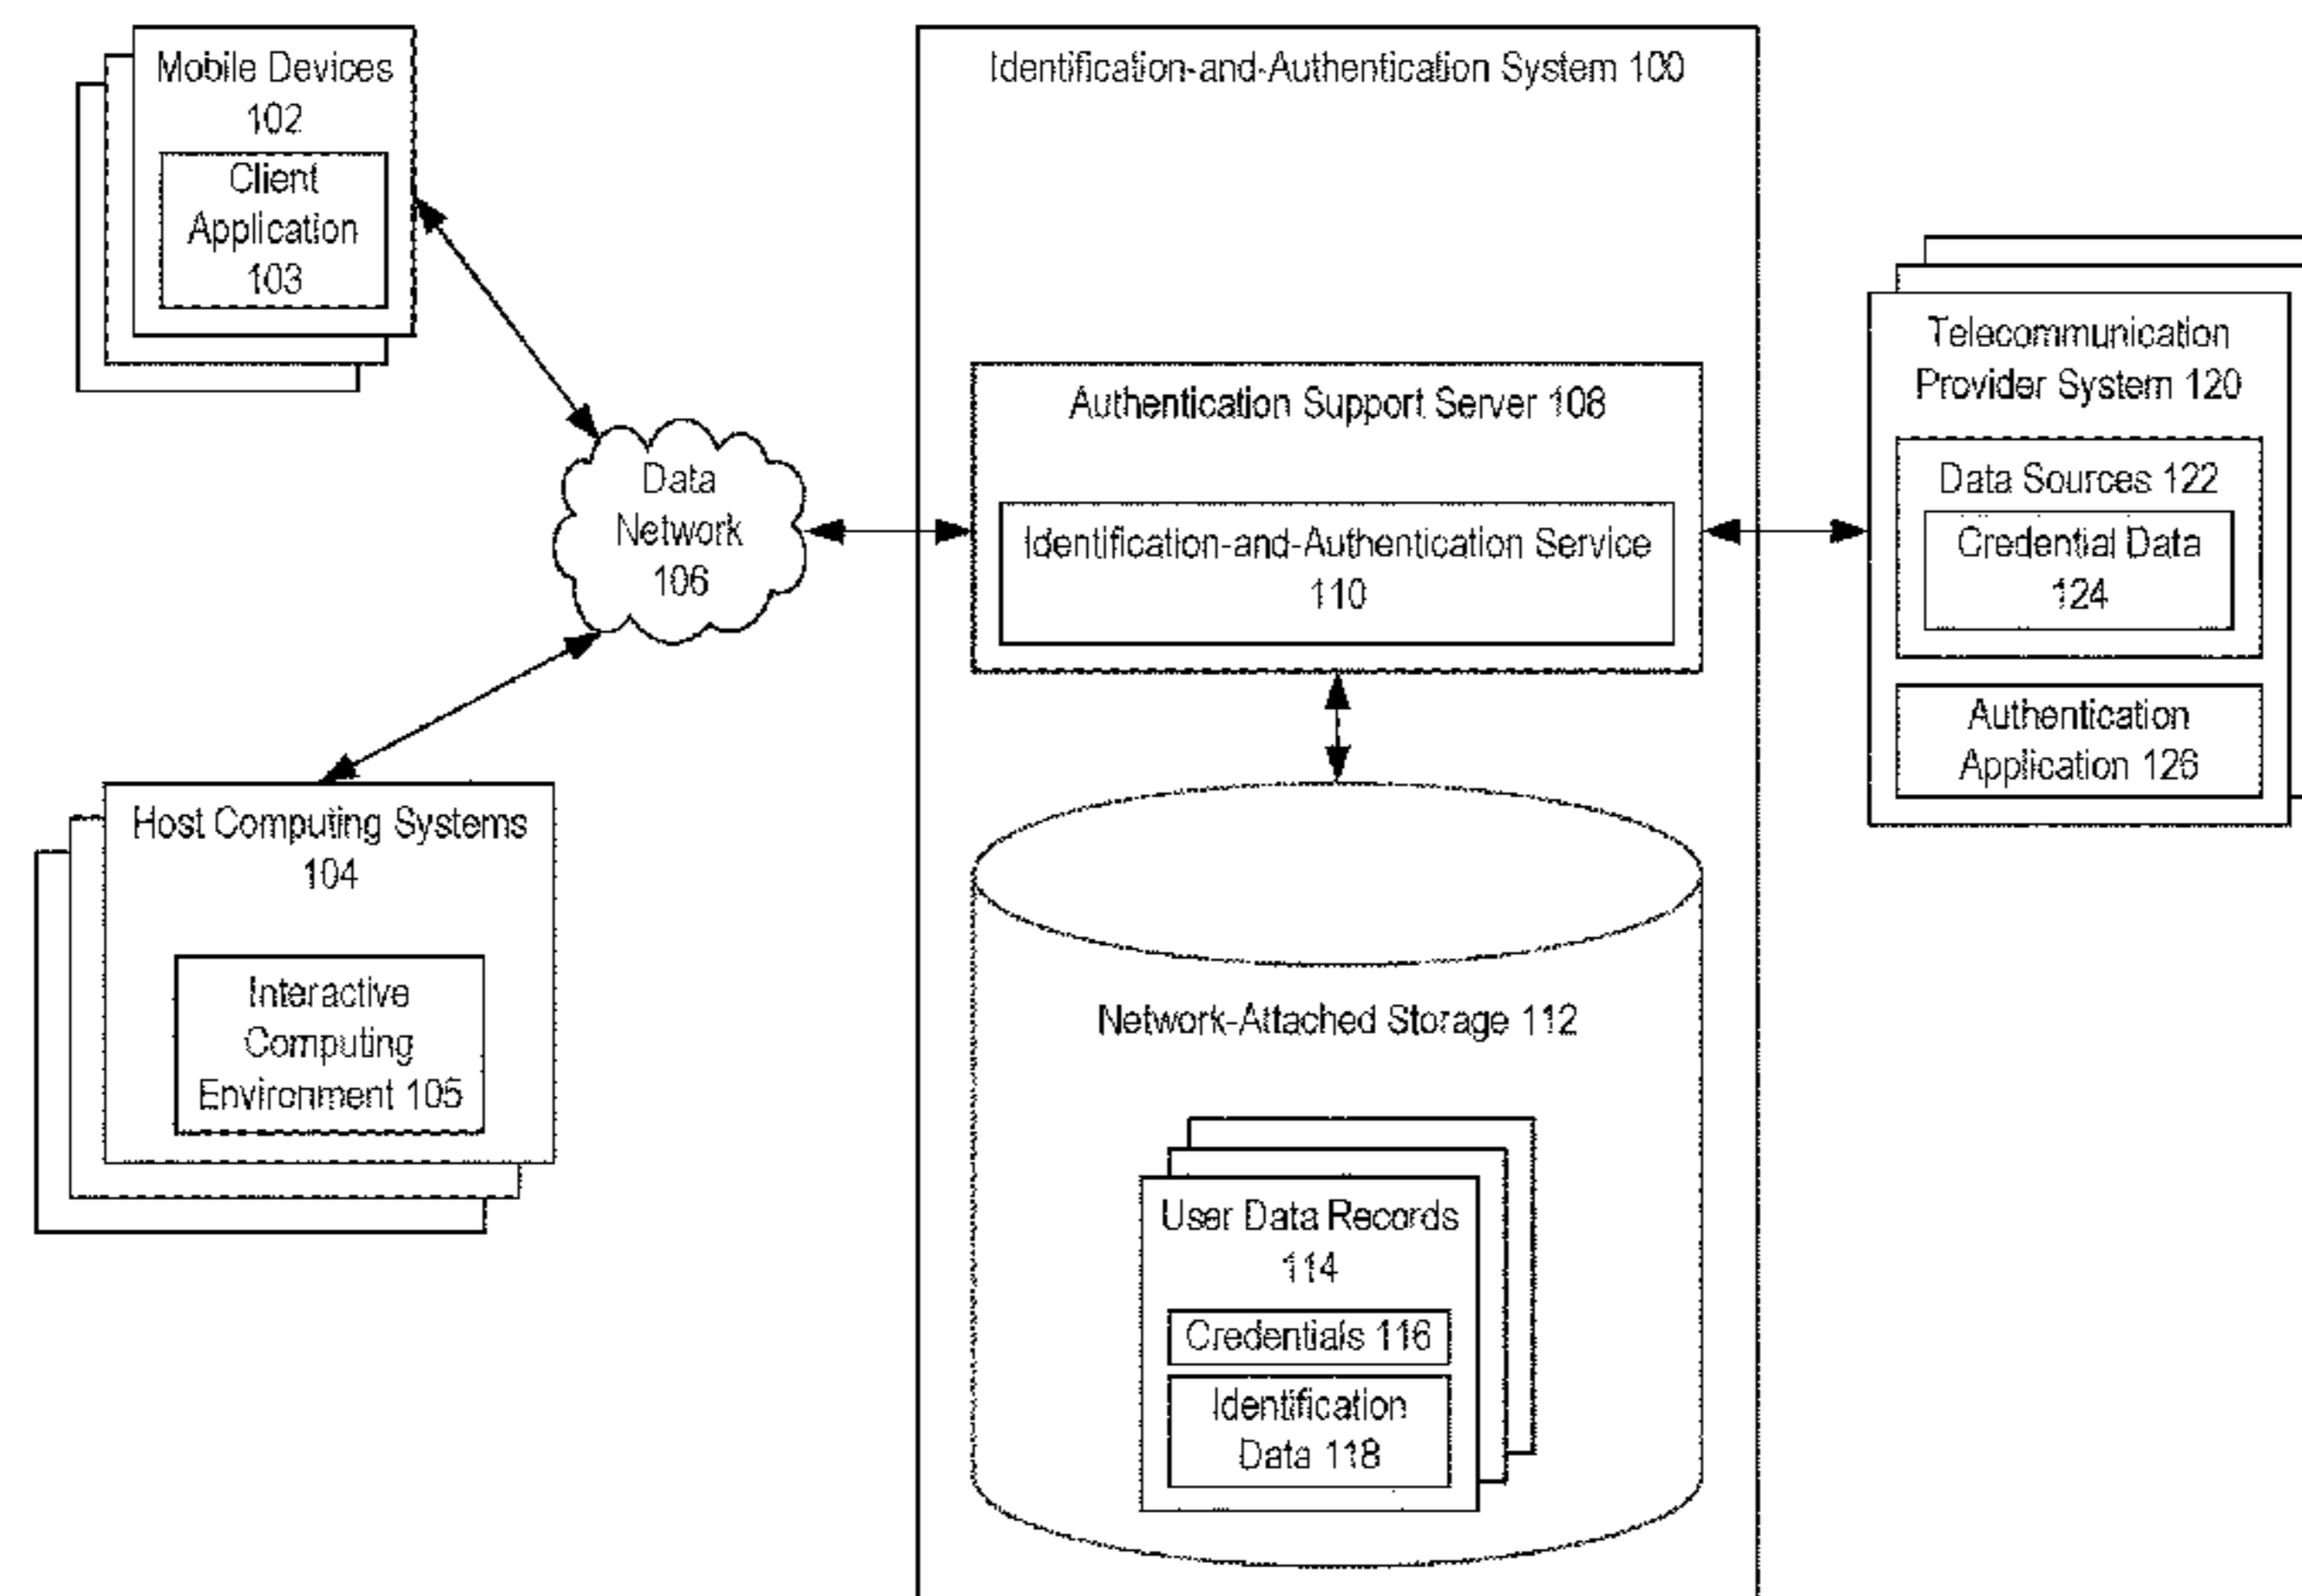 Mobile Devices
102
Client
Application
103
Identification-and-Authentication System 100
Telecommunication
Provider System 120
Data Sources 122
Credential Data
124
Authentication
Application 126
Authentication Support Server 108
Identification-and-Authentication Service
110
Data
Network
106
Host Computing Systems
104
Interactive
Computing
Environment 105
Network-Attached Storage 112
User Data Records
114
Credentials 116
Identification
Data 118